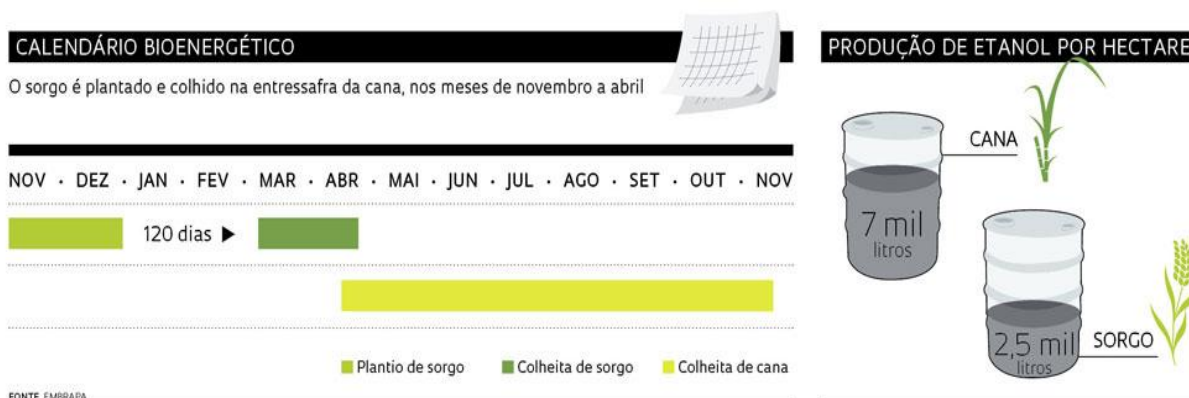 CALENDÁRIO BIOENERGÉTICO
O sorgo é plantado e colhido na entressafra da cana, nos meses de novembro a abril
NOV · DEZ · JAN · FEV · MAR · ABR · MAI · JUN · JUL · AGO · SET · OUT · NOV
120 dias ▶
Plantio de sorgo
Colheita de sorgo
Colheita de cana
FONTE EMBRAPA
PRODUÇÃO DE ETANOL POR HECTARE
CANA
7 mil
litros
2,5 mil
litros
SORGO